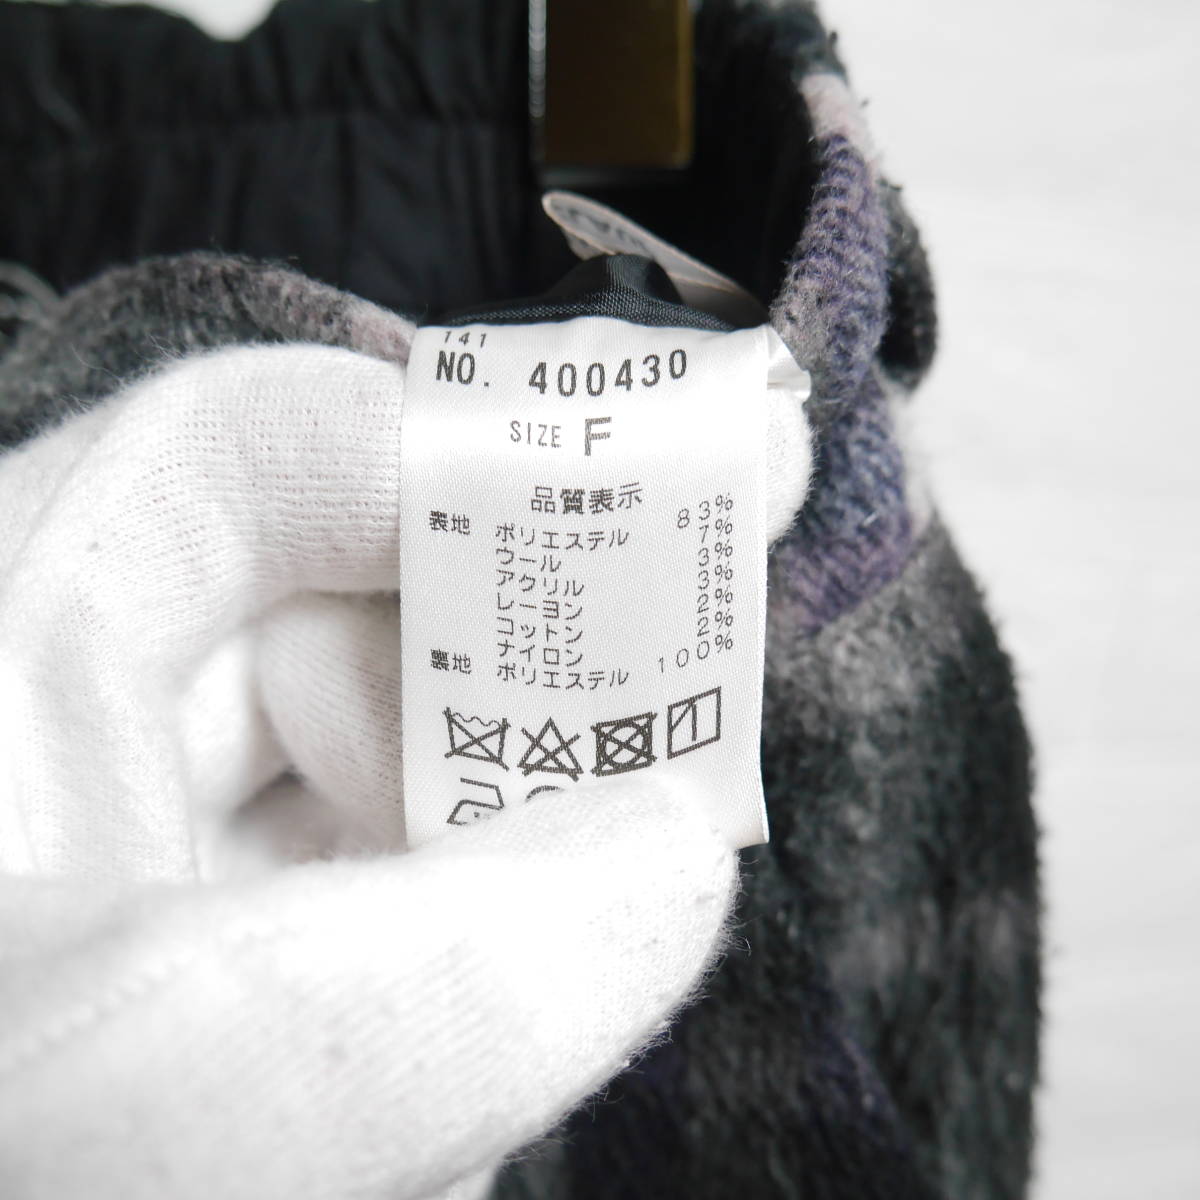 141
NO. 400430
SIZE F
品質表示
表地 ポリエステル 83%
ウール 7%
アクリル 3%
レーヨン 3%
コットン 2%
ナイロン 2%
裏地 ポリエステル 100%